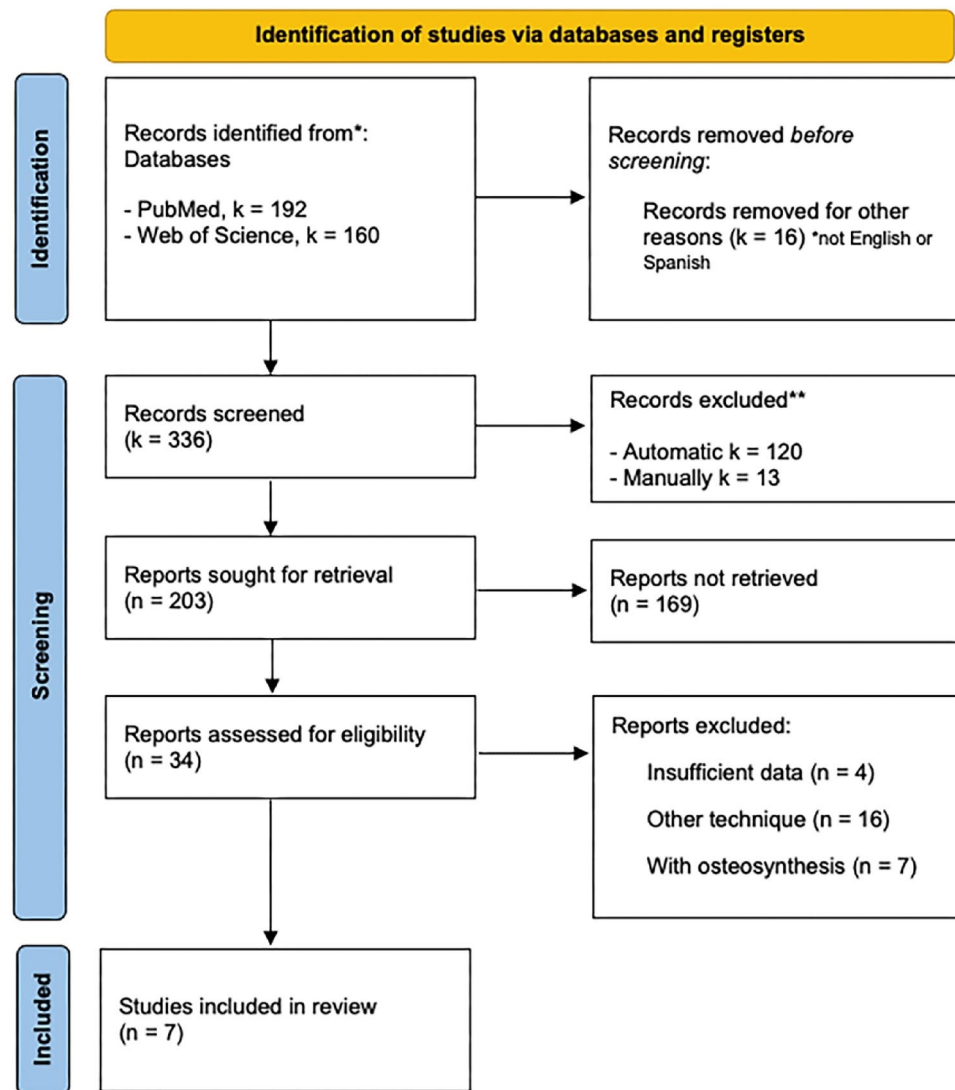 Identification of studies via databases and registers
Identification
Records identified from*:
Databases
- PubMed, k = 192
- Web of Science, k = 160
Records removed before
screening:
Records removed for other
reasons (k = 16) *not English or
Spanish
Screening
Records screened
(k = 336)
Records excluded**
- Automatic k = 120
- Manually k = 13
Reports sought for retrieval
(n = 203)
Reports not retrieved
(n = 169)
Reports assessed for eligibility
(n = 34)
Reports excluded:
Insufficient data (n = 4)
Other technique (n = 16)
With osteosynthesis (n = 7)
Included
Studies included in review
(n = 7)